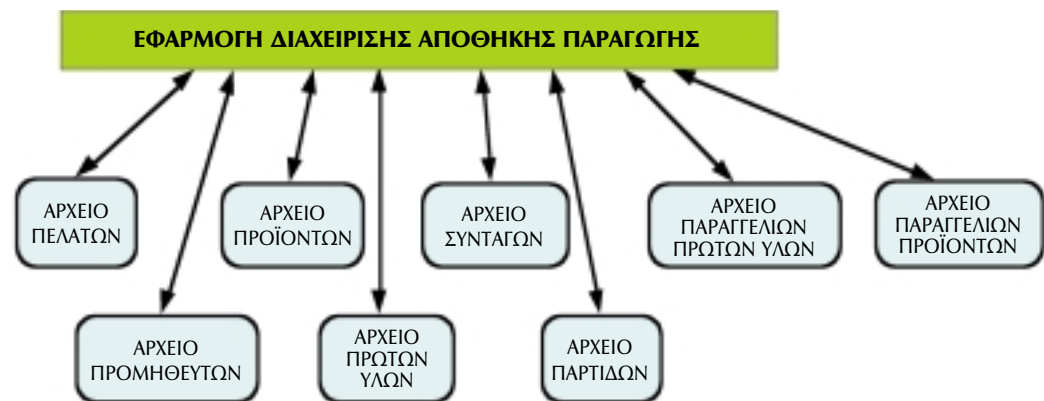 ΕΦΑΡΜΟΓΗ ΔΙΑΧΕΙΡΙΣΗΣ ΑΠΟΘΗΚΗΣ ΠΑΡΑΓΩΓΗΣ
ΑΡΧΕΙΟ
ΠΕΛΑΤΩΝ
ΑΡΧΕΙΟ
ΠΡΟΪΟΝΤΩΝ
ΑΡΧΕΙΟ
ΣΥΝΤΑΓΩΝ
ΑΡΧΕΙΟ
ΠΑΡΑΓΓΕΛΙΩΝ
ΠΡΩΤΩΝ ΥΛΩΝ
ΑΡΧΕΙΟ
ΠΑΡΑΓΓΕΛΙΩΝ
ΠΡΟΪΟΝΤΩΝ
ΑΡΧΕΙΟ
ΠΡΟΜΗΘΕΥΤΩΝ
ΑΡΧΕΙΟ
ΠΡΩΤΩΝ
ΥΛΩΝ
ΑΡΧΕΙΟ
ΠΑΡΤΙΔΩΝ